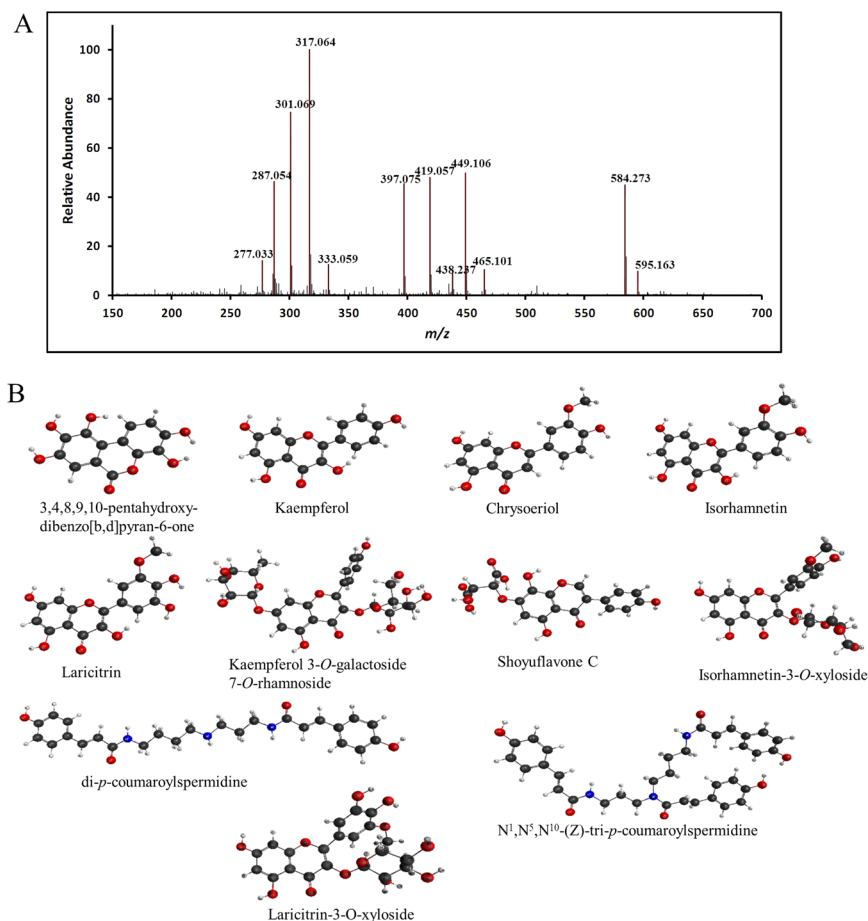 A
317.064
100
301.069
80
Relative Abundance
60
287.054
397.075
419.057
449.106
584.273
40
277.033
333.059
438.237
465.101
595.163
20
0
150 200 250 300 350 400 450 500 550 600 650 700
m/z
B
3,4,8,9,10-pentahydroxy-
dibenzo[b,d]pyran-6-one
Kaempferol
Chrysoeriol
Isorhamnetin
Laricitrin
Kaempferol 3-O-galactoside
7-O-rhamnoside
Shoyuflavone C
Isorhamnetin-3-O-xyloside
di-p-coumaroylspermidine
N¹,N⁵,N¹⁰-(Z)-tri-p-coumaroylspermidine
Laricitrin-3-O-xyloside